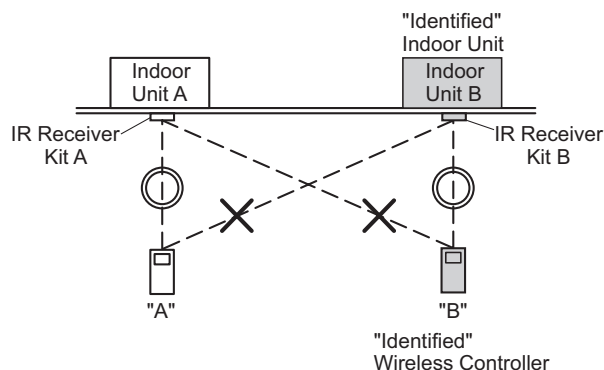 "Identified"
Indoor Unit
Indoor
Unit A
Indoor
Unit B
IR Receiver
Kit A
IR Receiver
Kit B
"A"
"B"
"Identified"
Wireless Controller